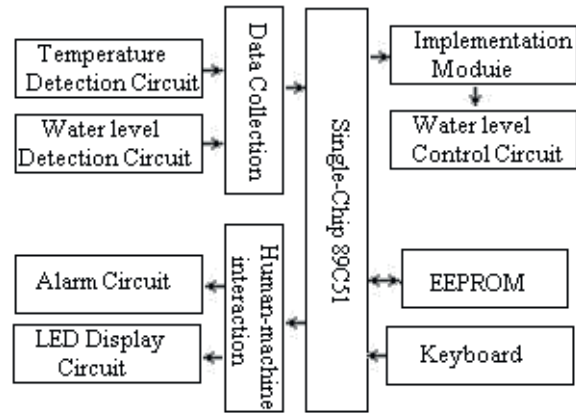 Temperature
Detection Circuit
Water level
Detection Circuit
Data Collection
Single-Chip 89C51
Implementation
Moduie
Water level
Control Circuit
Alarm Circuit
LED Display
Circuit
Human-machine
interaction
EEPROM
Keyboard